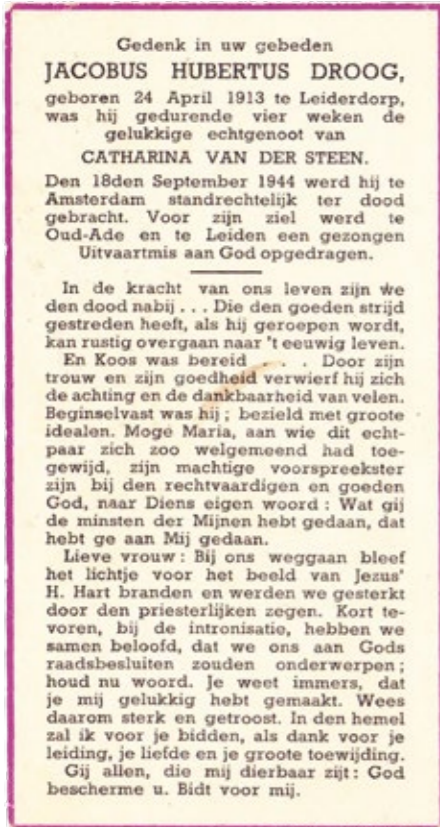 Gedenk in uw gebeden
JACOBUS HUBERTUS DROOG,
geboren 24 April 1913 te Leiderdorp,
was hij gedurende vier weken de
gelukkige echtgenoot van
CATHARINA VAN DER STEEN.
Den 18den September 1944 werd hij te
Amsterdam standrechtelijk ter dood
gebracht. Voor zijn ziel werd te
Oud-Ade en te Leiden een gezongen
Uitvaartmis aan God opgedragen.
In de kracht van ons leven zijn we
den dood nabij . . . Die den goeden strijd
gestreden heeft, als hij geroepen wordt,
kan rustig overgaan naar 't eeuwig leven.
En Koos was bereid . . . . Door zijn
trouw en zijn goedheid verwierf hij zich
de achting en de dankbaarheid van velen.
Beginselvast was hij ; bezield met groote
idealen. Moge Maria, aan wie dit echt-
paar zich zoo welgemeend had toe-
gewijd, zijn machtige voorspreekster
zijn bij den rechtvaardigen en goeden
God, naar Diens eigen woord : Wat gij
de minsten der Mijnen hebt gedaan, dat
hebt ge aan Mij gedaan.
Lieve vrouw : Bij ons weggaan bleef
het lichtje voor het beeld van Jezus'
H. Hart branden en werden we gesterkt
door den priesterlijken zegen. Kort te-
voren, bij de intronisatie, hebben we
samen beloofd, dat we ons aan Gods
raadsbesluiten zouden onderwerpen ;
houd nu woord. Je weet immers, dat
je mij gelukkig hebt gemaakt. Wees
daarom sterk en getroost. In den hemel
zal ik voor je bidden, als dank voor je
leiding, je liefde en je groote toewijding.
Gij allen, die mij dierbaar zijt : God
bescherme u. Bidt voor mij.